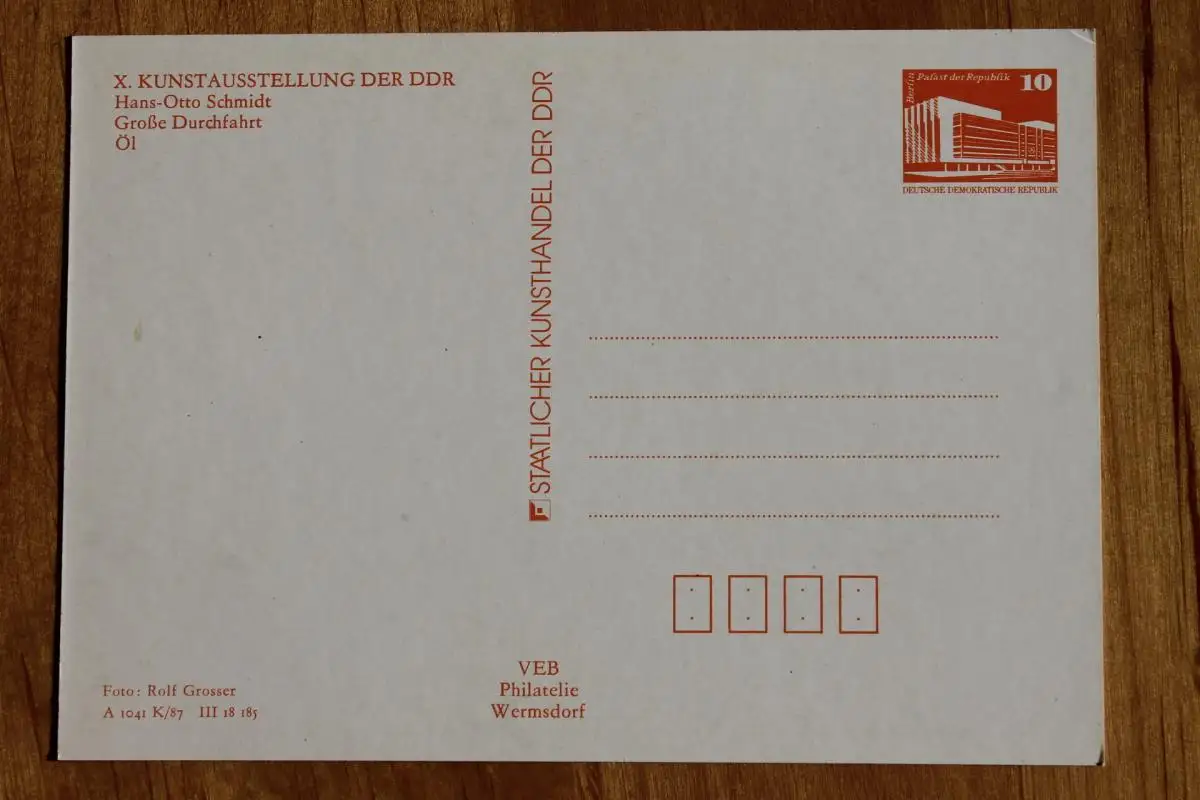 X. KUNSTAUSSTELLUNG DER DDR
Hans-Otto Schmidt
Große Durchfahrt
Öl
STAATLICHER KUNSTHANDEL DER DDR
Berlin
Palast der Republik
10
DEUTSCHE DEMOKRATISCHE REPUBLIK
Foto: Rolf Grosser
A 1041 K/87 III 18 185
VEB
Philatelie
Wermsdorf